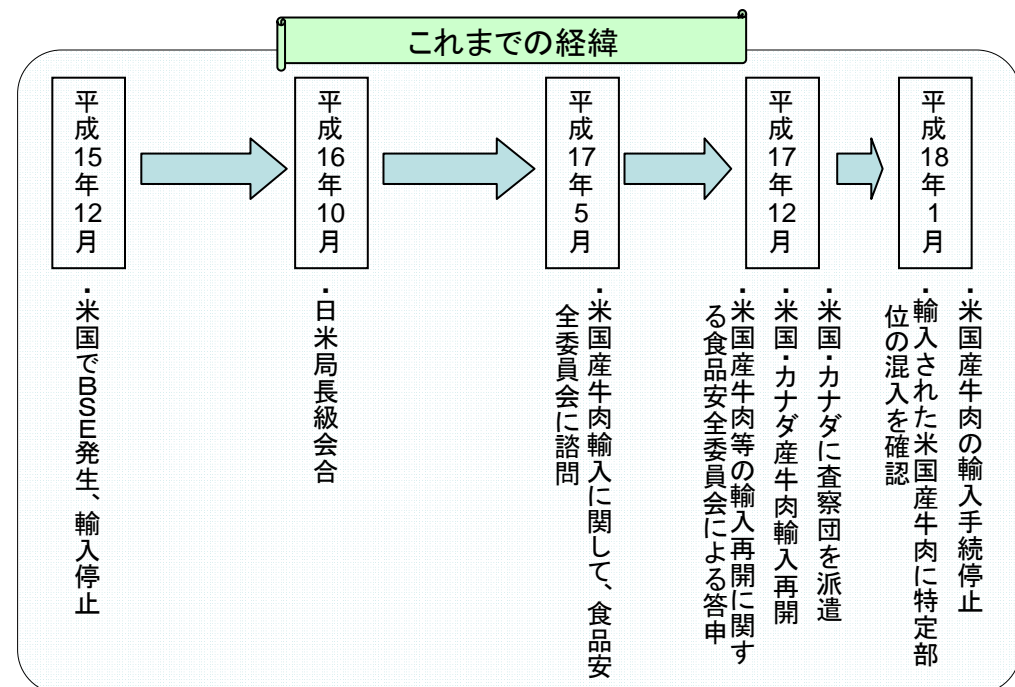 これまでの経緯
平成15年12月
・米国でBSE発生、輸入停止
平成16年10月
・日米局長級会合
平成17年5月
・米国産牛肉輸入に関して、食品安
全委員会に諮問
平成17年12月
・米国・カナダに査察団を派遣
・米国・カナダ産牛肉輸入再開
・米国産牛肉等の輸入再開に関す
る食品安全委員会による答申
平成18年1月
・米国産牛肉の輸入手続停止
・輸入された米国産牛肉に特定部
位の混入を確認